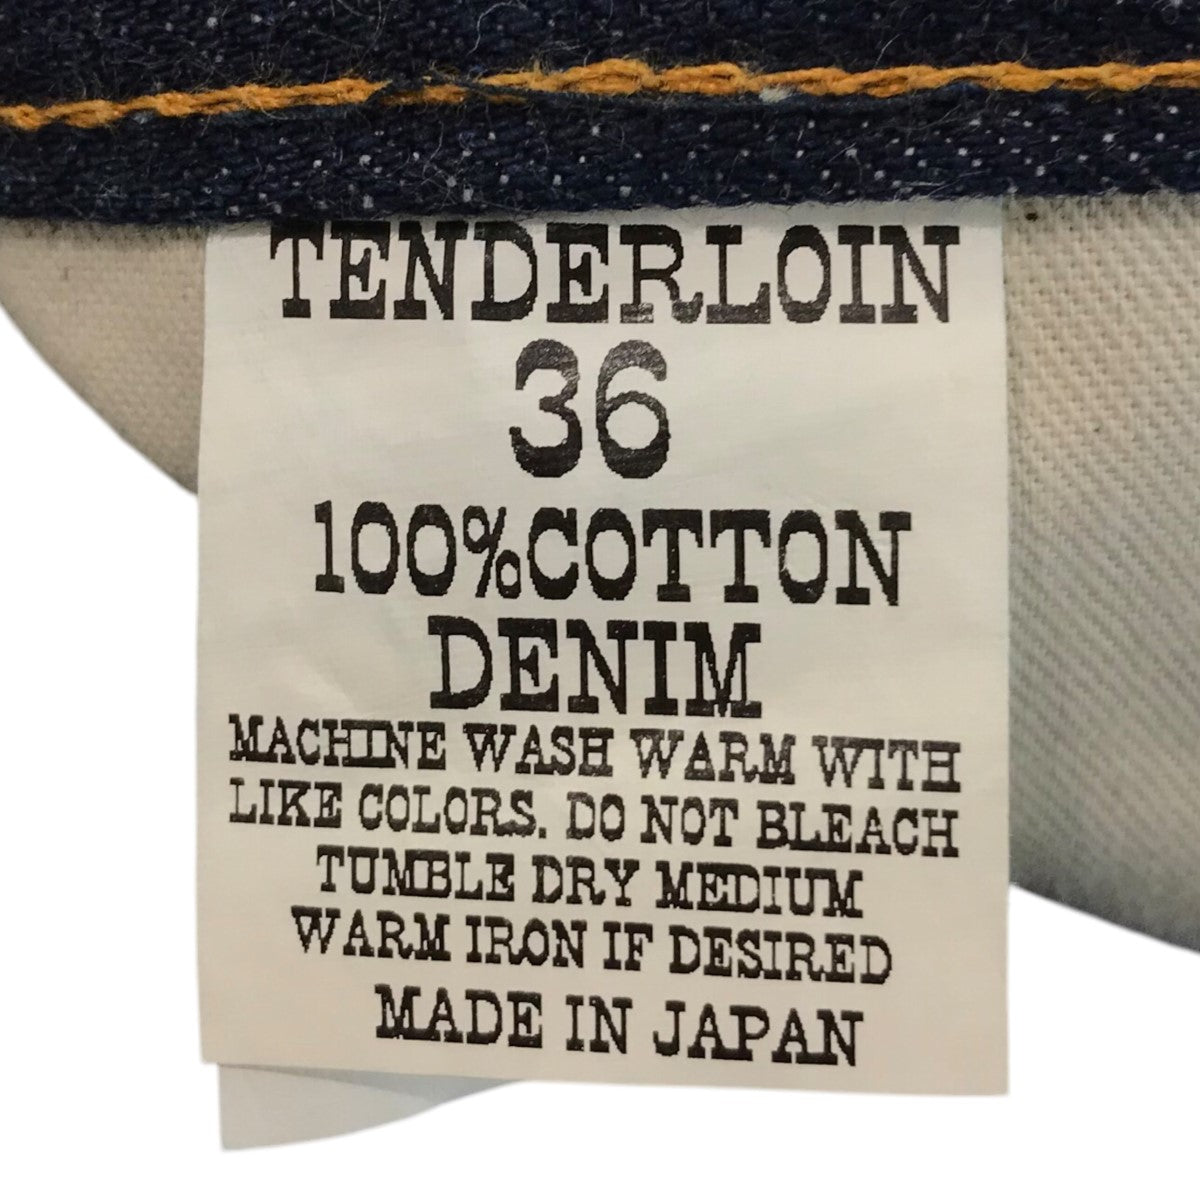 TENDERLOIN
36
100%COTTON
DENIM
MACHINE WASH WARM WITH
LIKE COLORS. DO NOT BLEACH
TUMBLE DRY MEDIUM
WARM IRON IF DESIRED
MADE IN JAPAN